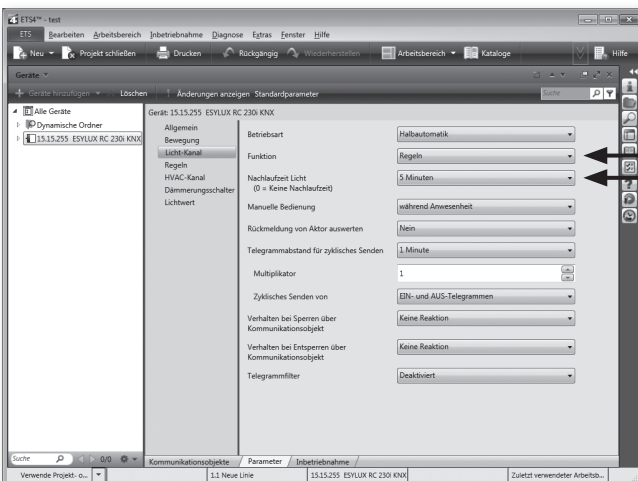 ETS4™ - test
ETS Bearbeiten Arbeitsbereich Inbetriebnahme Diagnose Extras Fenster Hilfe
Neu Projekt schließen Drucken Rückgängig Wiederherstellen Arbeitsbereich Kataloge Hilfe
Geräte
Geräte hinzufügen Löschen Änderungen anzeigen Standardparameter Suche
Alle Geräte
Dynamische Ordner
15.15.255 ESYLUX RC 230i KNX
Gerät: 15.15.255 ESYLUX RC 230i KNX
Allgemein
Bewegung
Licht-Kanal
Regeln
HVAC-Kanal
Dämmerungsschalter
Lichtwert
Betriebsart Halbautomatik
Funktion Regeln
Nachlaufzeit Licht 5 Minuten
(0 = Keine Nachlaufzeit)
Manuelle Bedienung während Anwesenheit
Rückmeldung von Aktor auswerten Nein
Telegrammabstand für zyklisches Senden 1 Minute
Multiplikator 1
Zyklisches Senden von EIN- und AUS-Telegrammen
Verhalten bei Sperren über Keine Reaktion
Kommunikationsobjekt
Verhalten bei Entsperren über Keine Reaktion
Kommunikationsobjekt
Telegrammfilter Deaktiviert
Suche 0/0
Kommunikationsobjekte Parameter Inbetriebnahme
Verwende Projekt- o... 1.1 Neue Linie 15.15.255 ESYLUX RC 230i KNX Zuletzt verwendeter Arbeitsb...